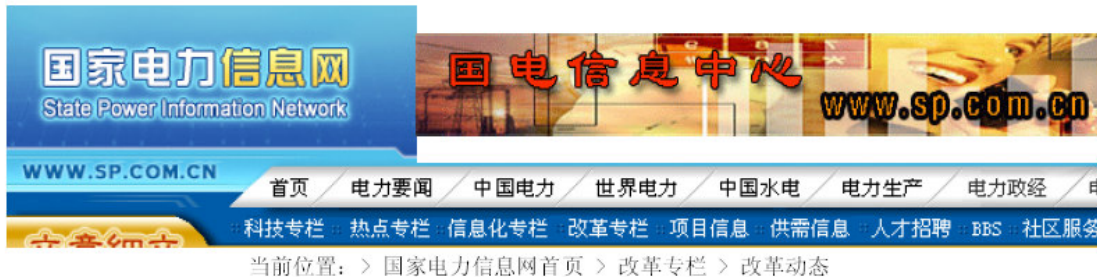 国家电力信息网
State Power Information Network
国电信息中心
www.sp.com.cn
WWW.SP.COM.CN
首页 电力要闻 中国电力 世界电力 中国水电 电力生产 电力政经
科技专栏 热点专栏 信息化专栏 改革专栏 项目信息 供需信息 人才招聘 BBS 社区服务
文章细文
当前位置: > 国家电力信息网首页 > 改革专栏 > 改革动态